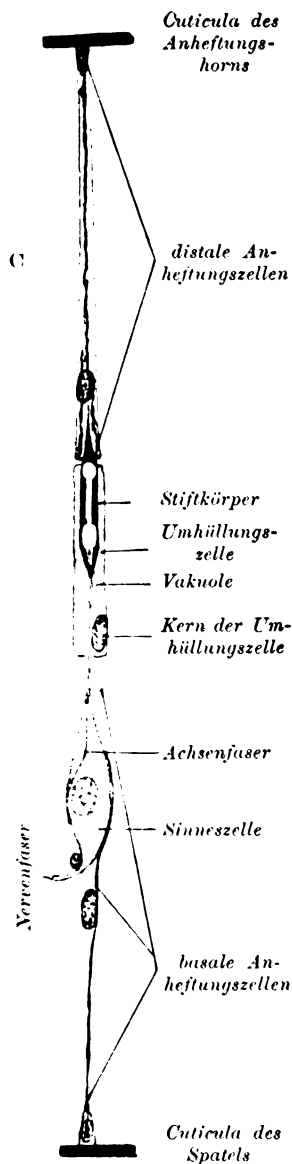 Cuticula des
Anheftungs-
horns
C
distale An-
heftungszellen
Stiftkörper
Umhüllungs-
zelle
Vakuole
Kern der Um-
hüllungszelle
Achsenfaser
Sinneszelle
Nervenfaser
basale An-
heftungszellen
Cuticula des
Spatels